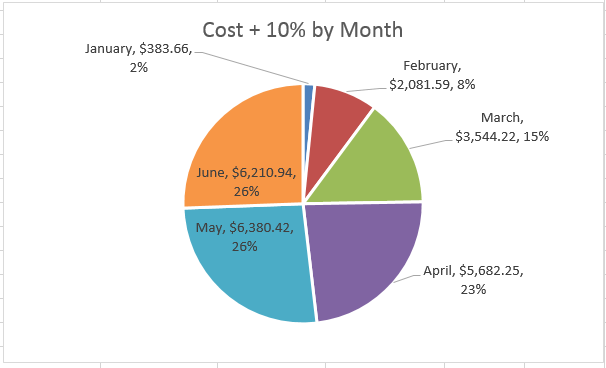 Cost + 10% by Month
January, $383.66,
2%
February,
$2,081.59, 8%
March,
$3,544.22, 15%
June, $6,210.94,
26%
May, $6,380.42,
26%
April, $5,682.25,
23%